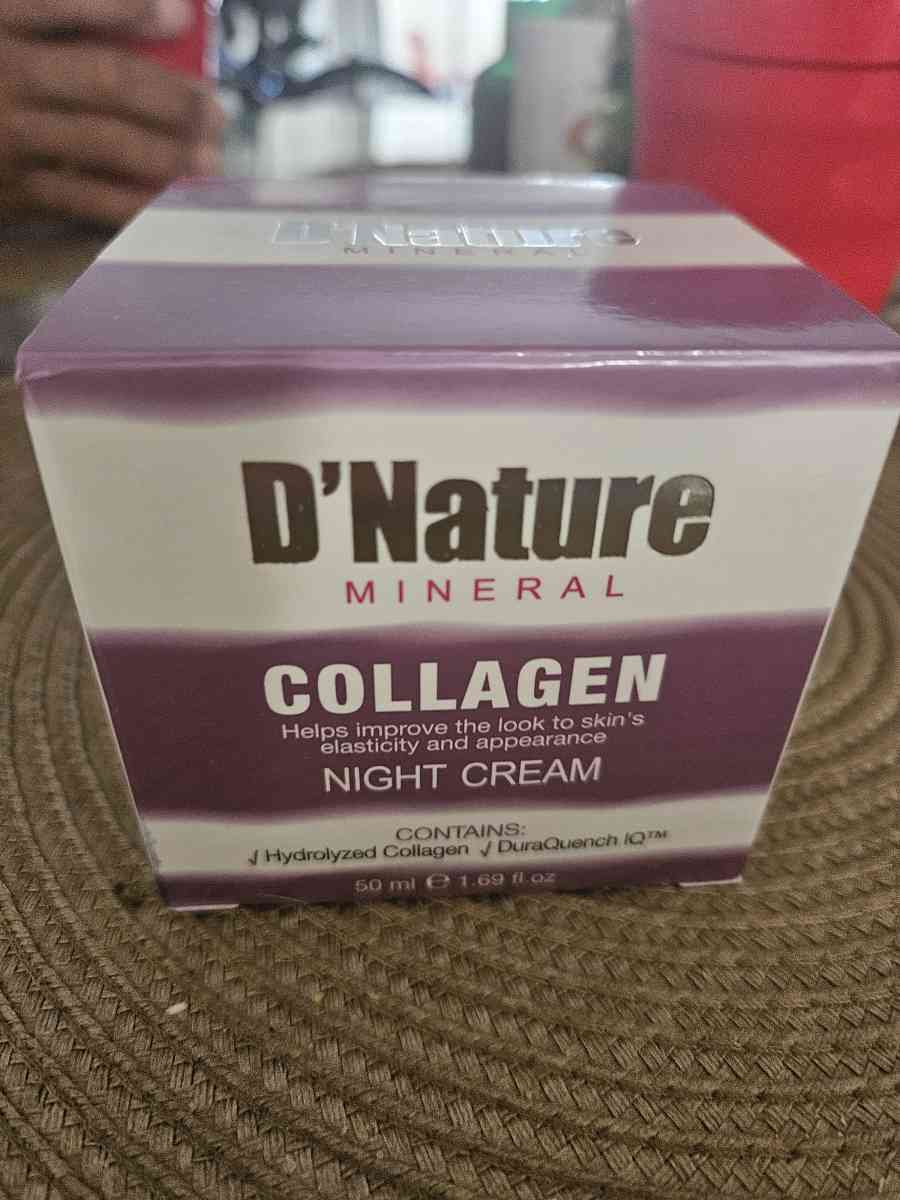 D'Nature
MINERAL
D'Nature
MINERAL
COLLAGEN
Helps improve the look to skin's
elasticity and appearance
NIGHT CREAM
CONTAINS:
√ Hydrolyzed Collagen √ DuraQuench IQ™
50 ml ℮ 1.69 fl.oz